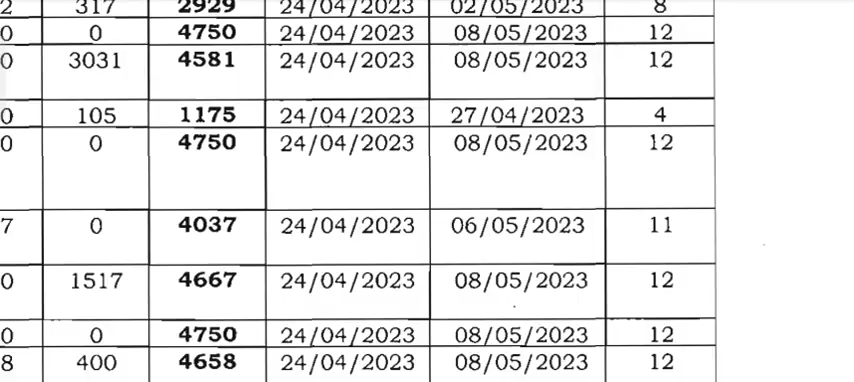 2 317 2929 24/04/2023 02/05/2023 8
0 0 4750 24/04/2023 08/05/2023 12
0 3031 4581 24/04/2023 08/05/2023 12
0 105 1175 24/04/2023 27/04/2023 4
0 0 4750 24/04/2023 08/05/2023 12
7 0 4037 24/04/2023 06/05/2023 11
0 1517 4667 24/04/2023 08/05/2023 12
0 0 4750 24/04/2023 08/05/2023 12
8 400 4658 24/04/2023 08/05/2023 12